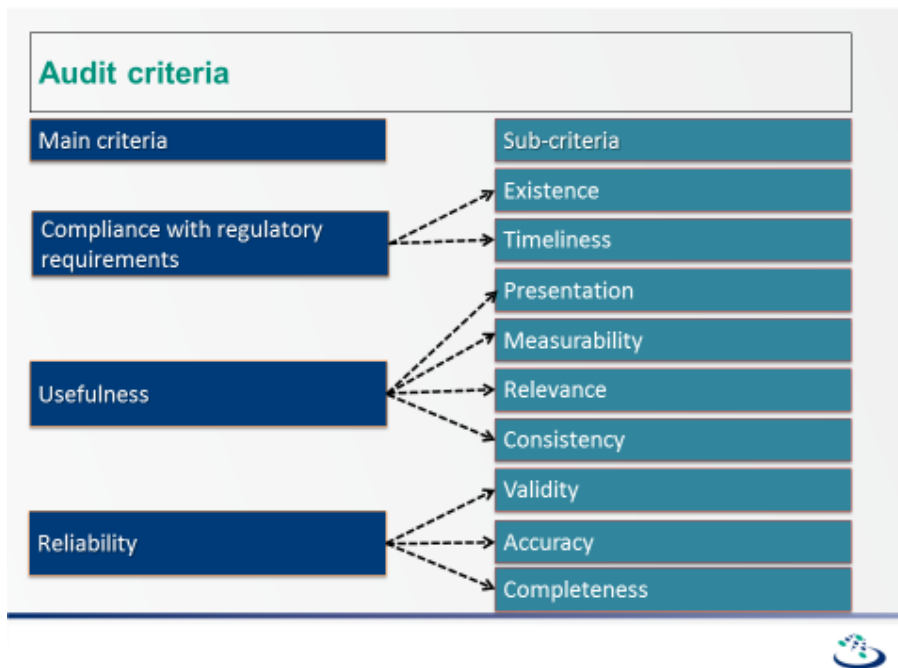 Audit criteria
Main criteria
Sub-criteria
Existence
Compliance with regulatory
requirements
Timeliness
Presentation
Measurability
Usefulness
Relevance
Consistency
Validity
Reliability
Accuracy
Completeness